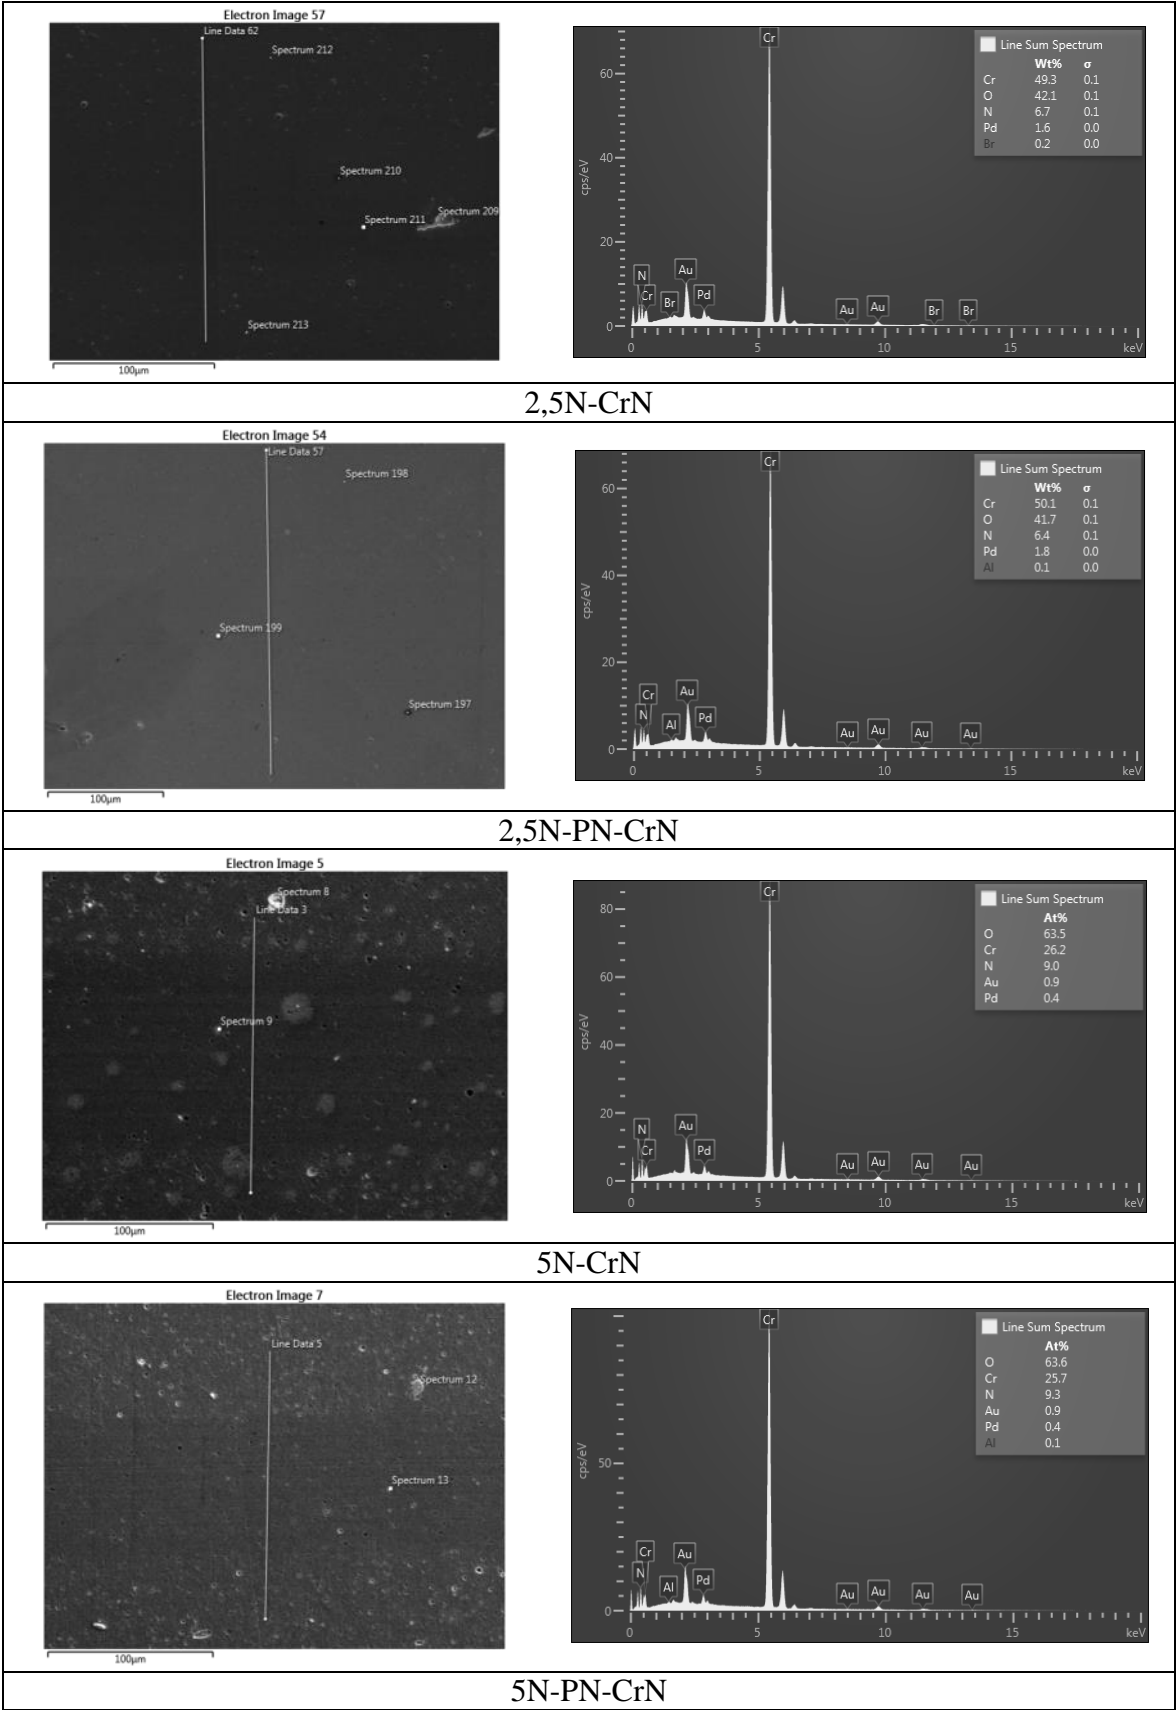 Electron Image 57
Line Data 62
Spectrum 212
Spectrum 210
Spectrum 209
Spectrum 211
Spectrum 213
100µm
cps/eV
60
40
20
0
0 5 10 15 keV
Cr
N
Cr
Br
Au
Pd
Au
Au
Br
Br
Line Sum Spectrum
Wt% σ
Cr 49.3 0.1
O 42.1 0.1
N 6.7 0.1
Pd 1.6 0.0
Br 0.2 0.0
2,5N-CrN
Electron Image 54
Line Data 57
Spectrum 198
Spectrum 199
Spectrum 197
100µm
cps/eV
60
40
20
0
0 5 10 15 keV
Cr
Cr
N
Al
Au
Pd
Au
Au
Au
Au
Line Sum Spectrum
Wt% σ
Cr 50.1 0.1
O 41.7 0.1
N 6.4 0.1
Pd 1.8 0.0
Al 0.1 0.0
2,5N-PN-CrN
Electron Image 5
Spectrum 8
Line Data 3
Spectrum 9
100µm
cps/eV
80
60
40
20
0
0 5 10 15 keV
Cr
N
Cr
Au
Pd
Au
Au
Au
Au
Line Sum Spectrum
At%
O 63.5
Cr 26.2
N 9.0
Au 0.9
Pd 0.4
5N-CrN
Electron Image 7
Line Data 5
Spectrum 12
Spectrum 13
100µm
cps/eV
50
0
0 5 10 15 keV
Cr
Cr
N
Al
Au
Pd
Au
Au
Au
Au
Line Sum Spectrum
At%
O 63.6
Cr 25.7
N 9.3
Au 0.9
Pd 0.4
Al 0.1
5N-PN-CrN